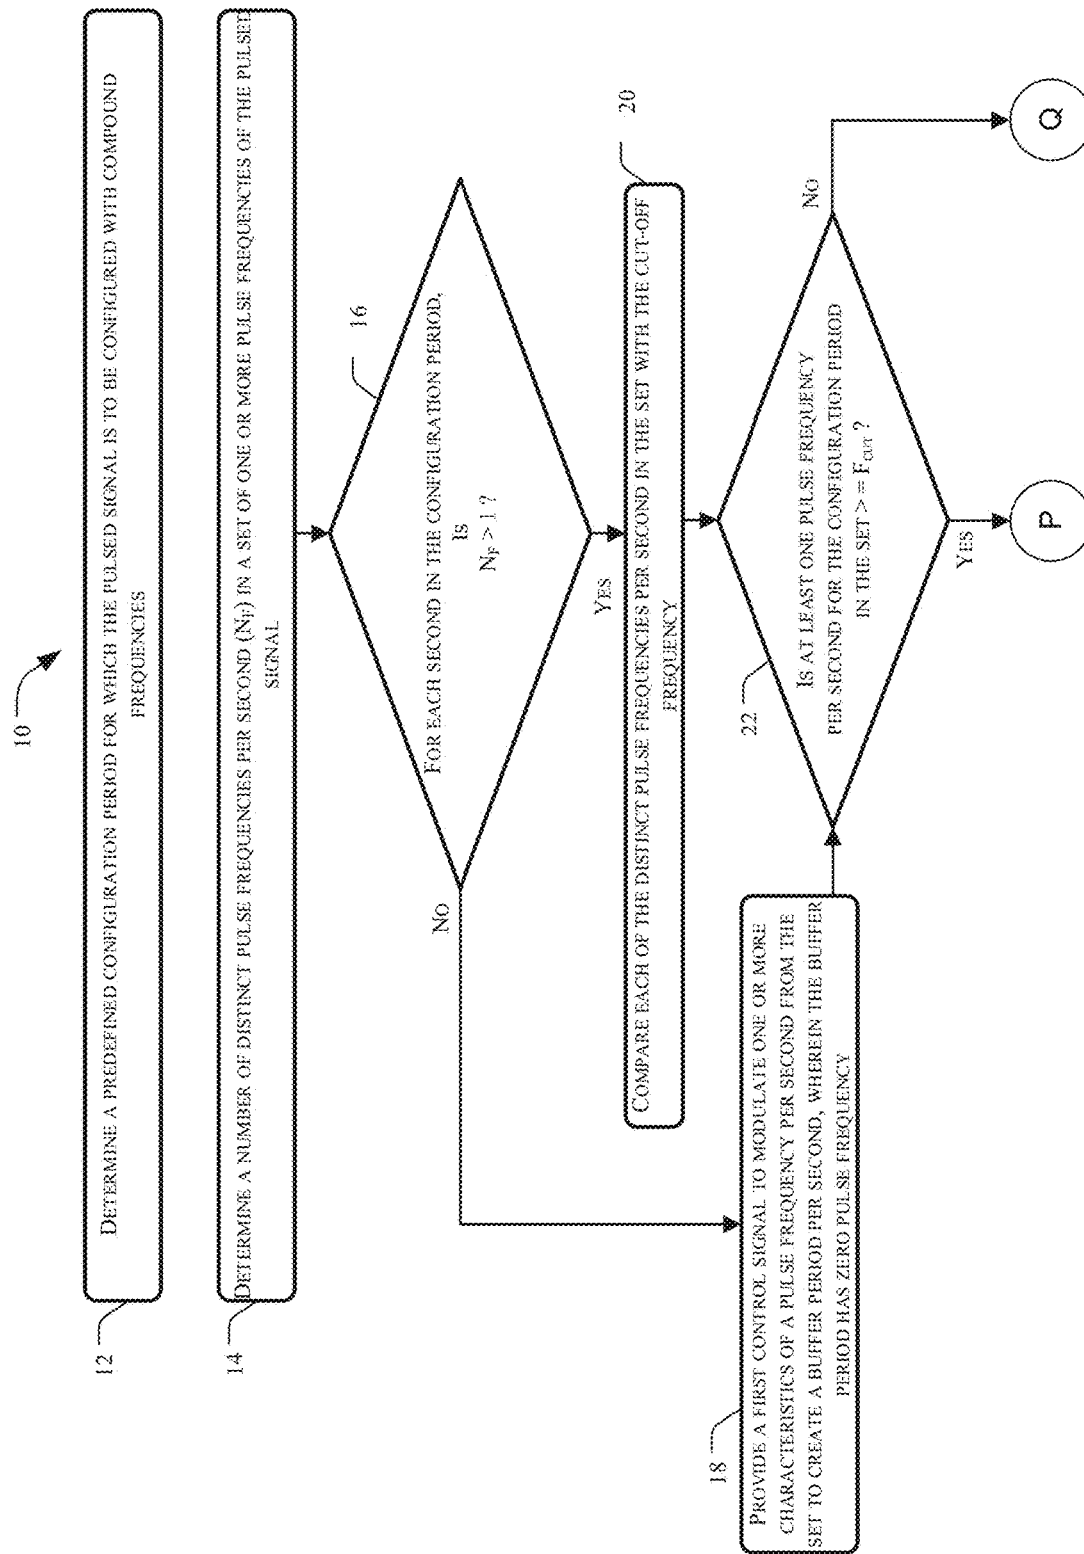 10
12
DETERMINE A PREDEFINED CONFIGURATION PERIOD FOR WHICH THE PULSED SIGNAL IS TO BE CONFIGURED WITH COMPOUND
FREQUENCIES
14
DETERMINE A NUMBER OF DISTINCT PULSE FREQUENCIES PER SECOND (NF) IN A SET OF ONE OR MORE PULSE FREQUENCIES OF THE PULSED
SIGNAL
16
FOR EACH SECOND IN THE CONFIGURATION PERIOD,
IS
NF > 1 ?
NO
YES
18
PROVIDE A FIRST CONTROL SIGNAL TO MODULATE ONE OR MORE
CHARACTERISTICS OF A PULSE FREQUENCY PER SECOND FROM THE
SET TO CREATE A BUFFER PERIOD PER SECOND, WHEREIN THE BUFFER
PERIOD HAS ZERO PULSE FREQUENCY
20
COMPARE EACH OF THE DISTINCT PULSE FREQUENCIES PER SECOND IN THE SET WITH THE CUT-OFF
FREQUENCY
22
IS AT LEAST ONE PULSE FREQUENCY
PER SECOND FOR THE CONFIGURATION PERIOD
IN THE SET > = FCUT ?
NO
YES
P
Q